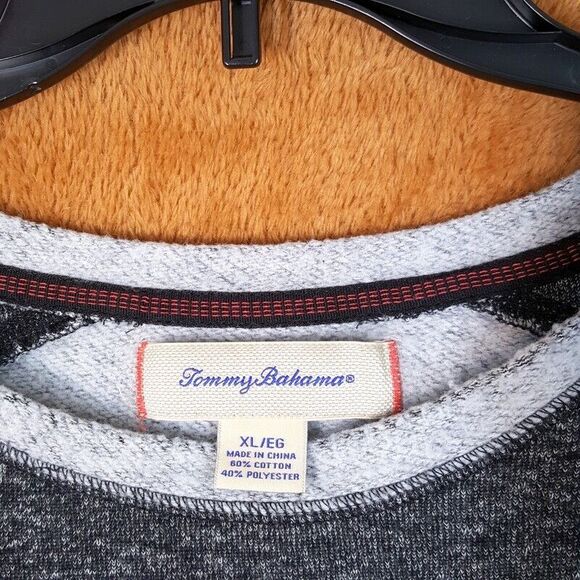 Tommy Bahama®
XL/EG
MADE IN CHINA
60% COTTON
40% POLYESTER